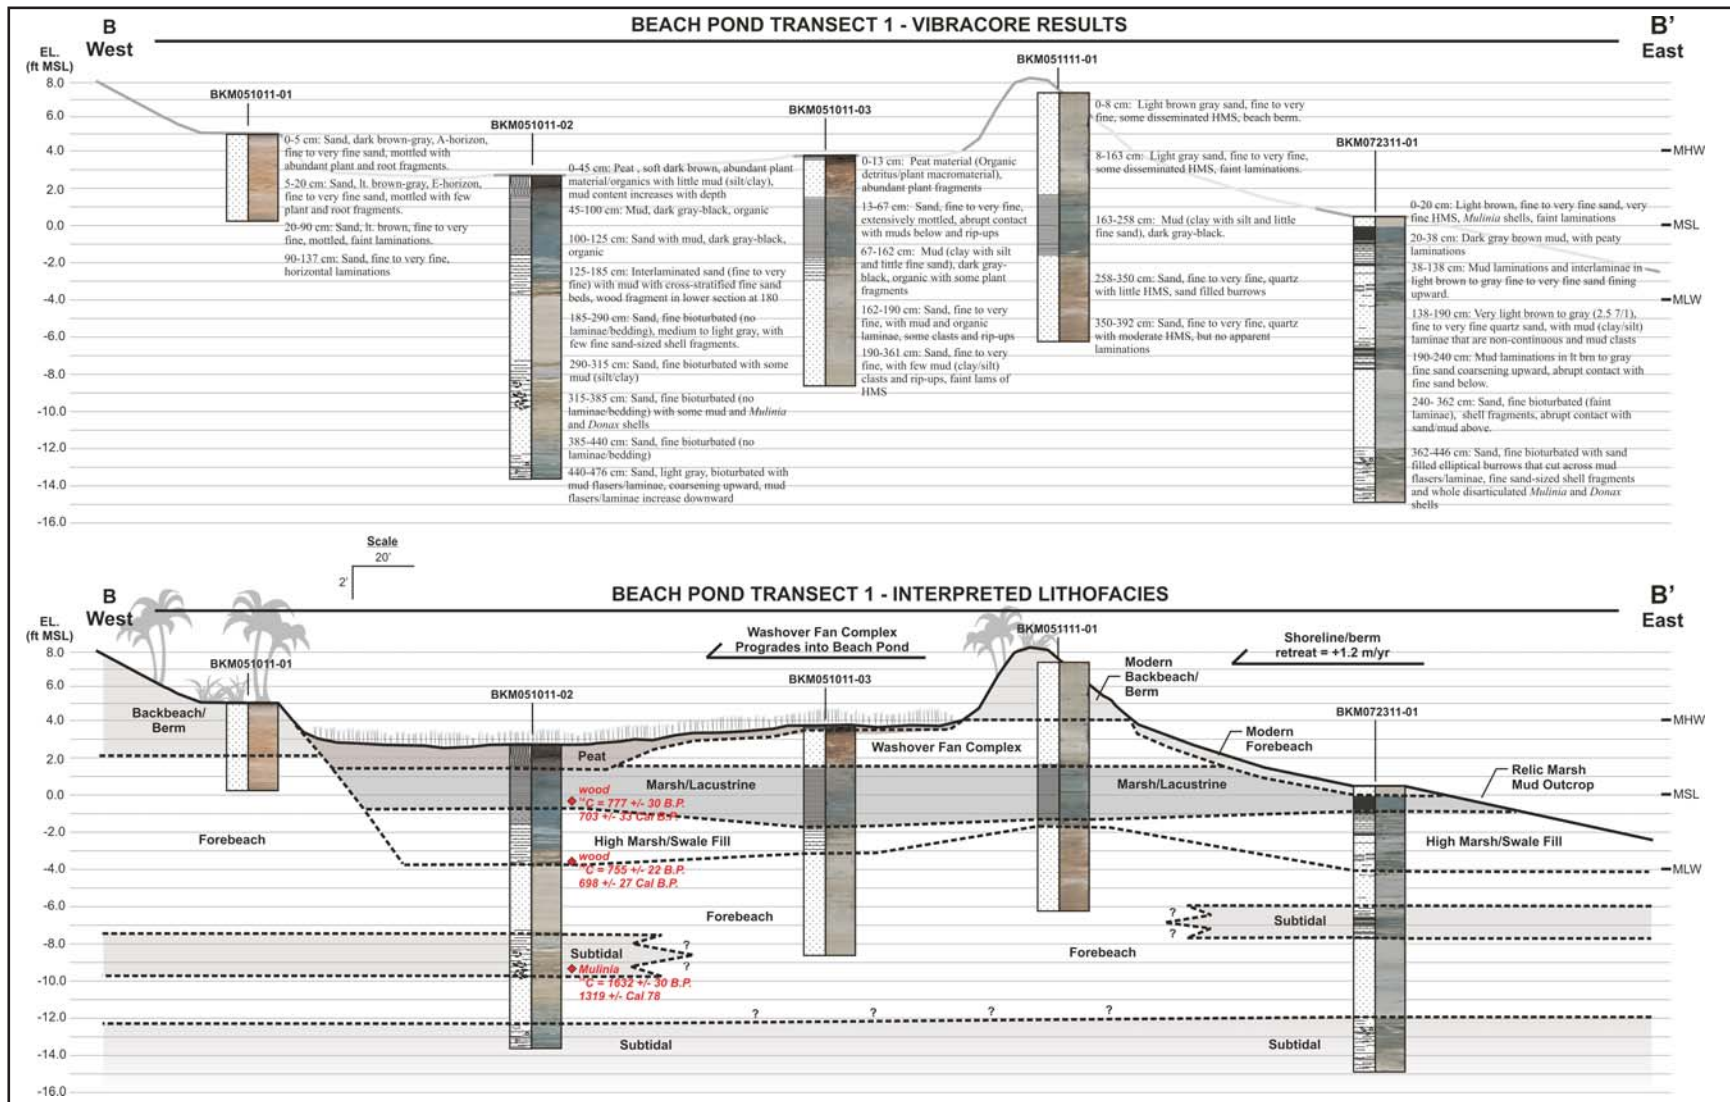 BEACH POND TRANSECT 1 - VIBRACORE RESULTS
B
West
B'
East
EL.
(ft MSL)
8.0
6.0
4.0
2.0
0.0
-2.0
-4.0
-6.0
-8.0
-10.0
-12.0
-14.0
-16.0
MHW
MSL
MLW
BKM051011-01
0-5 cm: Sand, dark brown-gray, A-horizon,
fine to very fine sand, mottled with
abundant plant and root fragments.
5-20 cm: Sand, lt. brown-gray, E-horizon,
fine to very fine sand, mottled with few
plant and root fragments.
20-90 cm: Sand, lt. brown, fine to very
fine, mottled, faint laminations.
90-137 cm: Sand, fine to very fine,
horizontal laminations
BKM051011-02
0-45 cm: Peat , soft dark brown, abundant plant
material/organics with little mud (silt/clay),
mud content increases with depth
45-100 cm: Mud, dark gray-black, organic
100-125 cm: Sand with mud, dark gray-black,
organic
125-185 cm: Interlaminated sand (fine to very
fine) with mud with cross-stratified fine sand
beds, wood fragment in lower section at 180
185-290 cm: Sand, fine bioturbated (no
laminae/bedding), medium to light gray, with
few fine sand-sized shell fragments.
290-315 cm: Sand, fine bioturbated with some
mud (silt/clay)
315-385 cm: Sand, fine bioturbated (no
laminae/bedding) with some mud and Mulinia
and Donax shells
385-440 cm: Sand, fine bioturbated (no
laminae/bedding)
440-476 cm: Sand, light gray, bioturbated with
mud flasers/laminae, coarsening upward, mud
flasers/laminae increase downward
BKM051011-03
0-13 cm: Peat material (Organic
detritus/plant macromaterial),
abundant plant fragments
13-67 cm: Sand, fine to very fine,
extensively mottled, abrupt contact
with muds below and rip-ups
67-162 cm: Mud (clay with silt
and little fine sand), dark gray-
black, organic with some plant
fragments
162-190 cm: Sand, fine to very
fine, with mud and organic
laminae, some clasts and rip-ups
190-361 cm: Sand, fine to very
fine, with few mud (clay/silt)
clasts and rip-ups, faint lams of
HMS
BKM051111-01
0-8 cm: Light brown gray sand, fine to very
fine, some disseminated HMS, beach berm.
8-163 cm: Light gray sand, fine to very fine,
some disseminated HMS, faint laminations.
163-258 cm: Mud (clay with silt and little
fine sand), dark gray-black.
258-350 cm: Sand, fine to very fine, quartz
with little HMS, sand filled burrows
350-392 cm: Sand, fine to very fine, quartz
with moderate HMS, but no apparent
laminations
BKM072311-01
0-20 cm: Light brown, fine to very fine sand, very
fine HMS, Mulinia shells, faint laminations
20-38 cm: Dark gray brown mud, with peaty
laminations
38-138 cm: Mud laminations and interlaminae in
light brown to gray fine to very fine sand fining
upward.
138-190 cm: Very light brown to gray (2.5 7/1),
fine to very fine quartz sand, with mud (clay/silt)
laminae that are non-continuous and mud clasts
190-240 cm: Mud laminations in lt brn to gray
fine sand coarsening upward, abrupt contact with
fine sand below.
240- 362 cm: Sand, fine bioturbated (faint
laminae), shell fragments, abrupt contact with
sand/mud above.
362-446 cm: Sand, fine bioturbated with sand
filled elliptical burrows that cut across mud
flasers/laminae, fine sand-sized shell fragments
and whole disarticulated Mulinia and Donax
shells
Scale
20'
2'
BEACH POND TRANSECT 1 - INTERPRETED LITHOFACIES
B
West
B'
East
EL.
(ft MSL)
8.0
6.0
4.0
2.0
0.0
-2.0
-4.0
-6.0
-8.0
-10.0
-12.0
-14.0
-16.0
MHW
MSL
MLW
BKM051011-01
BKM051011-02
BKM051011-03
BKM051111-01
BKM072311-01
Washover Fan Complex
Progrades into Beach Pond
Shoreline/berm
retreat = +1.2 m/yr
Backbeach/
Berm
Modern
Backbeach/
Berm
Modern
Forebeach
Washover Fan Complex
Peat
Marsh/Lacustrine
Marsh/Lacustrine
Relic Marsh
Mud Outcrop
wood
¹⁴C = 777 +/- 30 B.P.
703 +/- 33 Cal B.P.
Forebeach
High Marsh/Swale Fill
High Marsh/Swale Fill
wood
¹⁴C = 755 +/- 22 B.P.
698 +/- 27 Cal B.P.
Forebeach
?
?
Subtidal
Subtidal
?
?
Forebeach
Mulinia
¹⁴C = 1632 +/- 30 B.P.
1319 +/- Cal 78
?
?
?
?
Subtidal
Subtidal